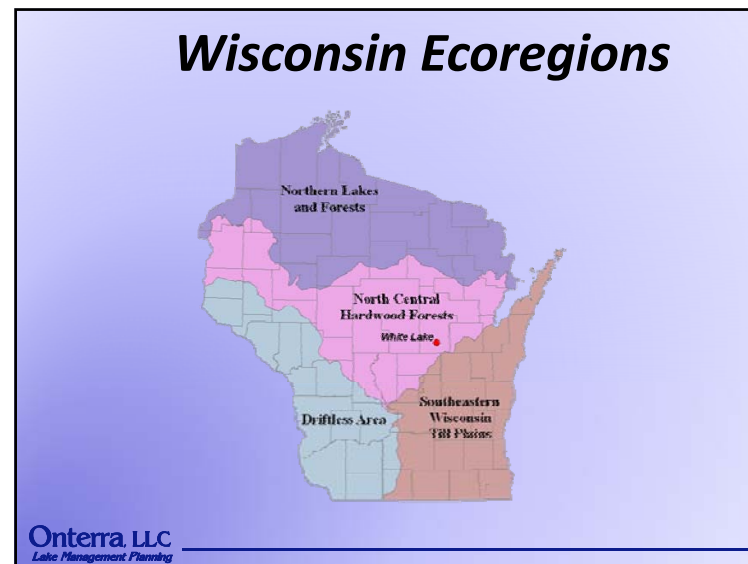 Wisconsin Ecoregions
Northern Lakes
and Forests
North Central
Hardwood Forests
White Lake
Southeastern
Wisconsin
Till Plains
Driftless Area
Onterra, LLC
Lake Management Planning